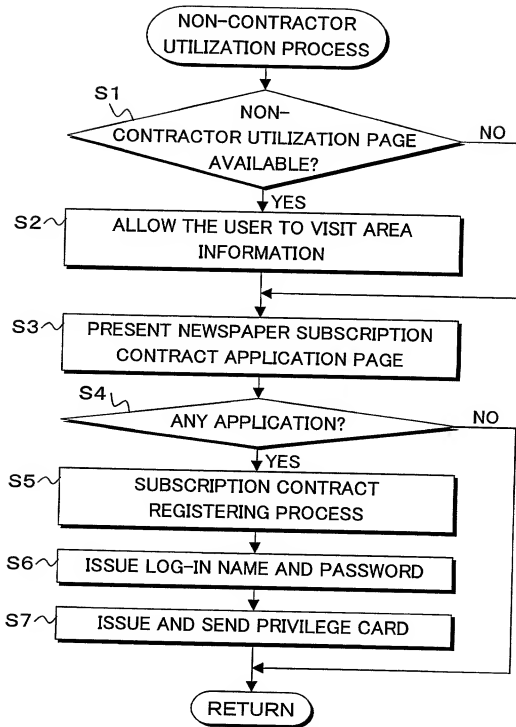 NON-CONTRACTOR
UTILIZATION PROCESS
S1
NON-
CONTRACTOR UTILIZATION PAGE
AVAILABLE?
NO
YES
S2
ALLOW THE USER TO VISIT AREA
INFORMATION
S3
PRESENT NEWSPAPER SUBSCRIPTION
CONTRACT APPLICATION PAGE
S4
ANY APPLICATION?
NO
YES
S5
SUBSCRIPTION CONTRACT
REGISTERING PROCESS
S6
ISSUE LOG-IN NAME AND PASSWORD
S7
ISSUE AND SEND PRIVILEGE CARD
RETURN